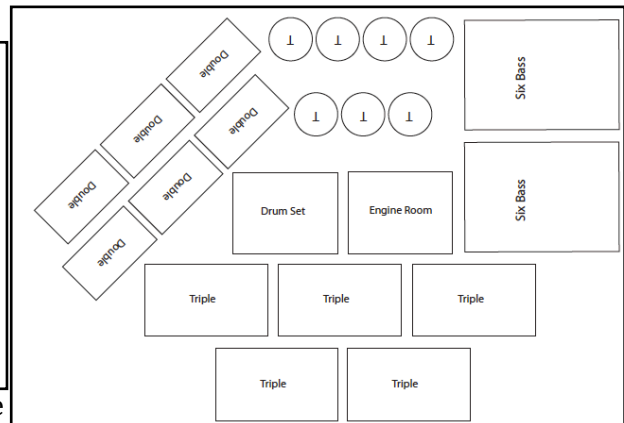 Double
T T T T
Six Bass
Double
Double
T T T
Double
Double
Double
Six Bass
Drum Set
Engine Room
Triple
Triple
Triple
Triple
Triple
e